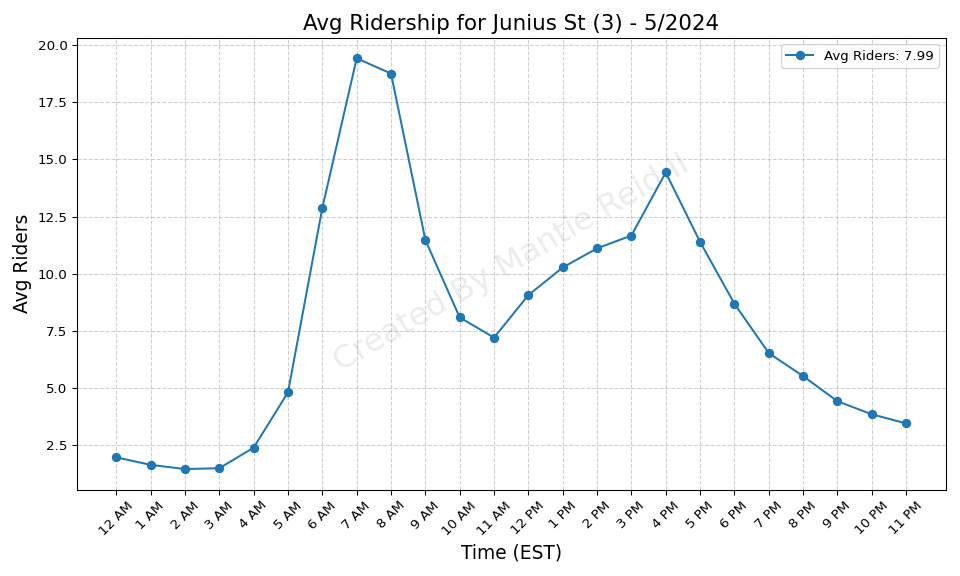 Avg Ridership for Junius St (3) - 5/2024
Avg Riders: 7.99
20.0
17.5
15.0
12.5
10.0
7.5
5.0
2.5
Avg Riders
12 AM
1 AM
2 AM
3 AM
4 AM
5 AM
6 AM
7 AM
8 AM
9 AM
10 AM
11 AM
12 PM
1 PM
2 PM
3 PM
4 PM
5 PM
6 PM
7 PM
8 PM
9 PM
10 PM
11 PM
Time (EST)
Created By Mantie Reid II